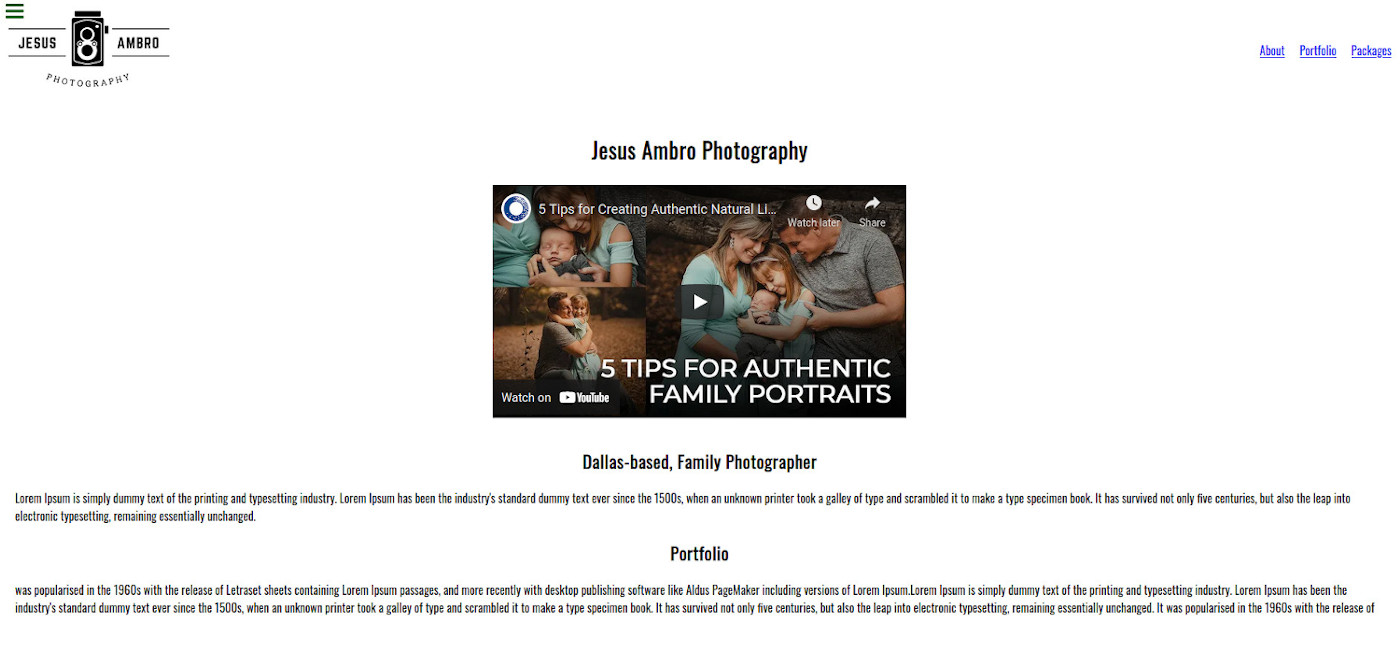 JESUS AMBRO
PHOTOGRAPHY
About Portfolio Packages
Jesus Ambro Photography
5 Tips for Creating Authentic Natural Li...
Watch later Share
5 TIPS FOR AUTHENTIC
FAMILY PORTRAITS
Watch on YouTube
Dallas-based, Family Photographer
Lorem Ipsum is simply dummy text of the printing and typesetting industry. Lorem Ipsum has been the industry's standard dummy text ever since the 1500s, when an unknown printer took a galley of type and scrambled it to make a type specimen book. It has survived not only five centuries, but also the leap into
electronic typesetting, remaining essentially unchanged.
Portfolio
was popularised in the 1960s with the release of Letraset sheets containing Lorem Ipsum passages, and more recently with desktop publishing software like Aldus PageMaker including versions of Lorem Ipsum.Lorem Ipsum is simply dummy text of the printing and typesetting industry. Lorem Ipsum has been the
industry's standard dummy text ever since the 1500s, when an unknown printer took a galley of type and scrambled it to make a type specimen book. It has survived not only five centuries, but also the leap into electronic typesetting, remaining essentially unchanged. It was popularised in the 1960s with the release of